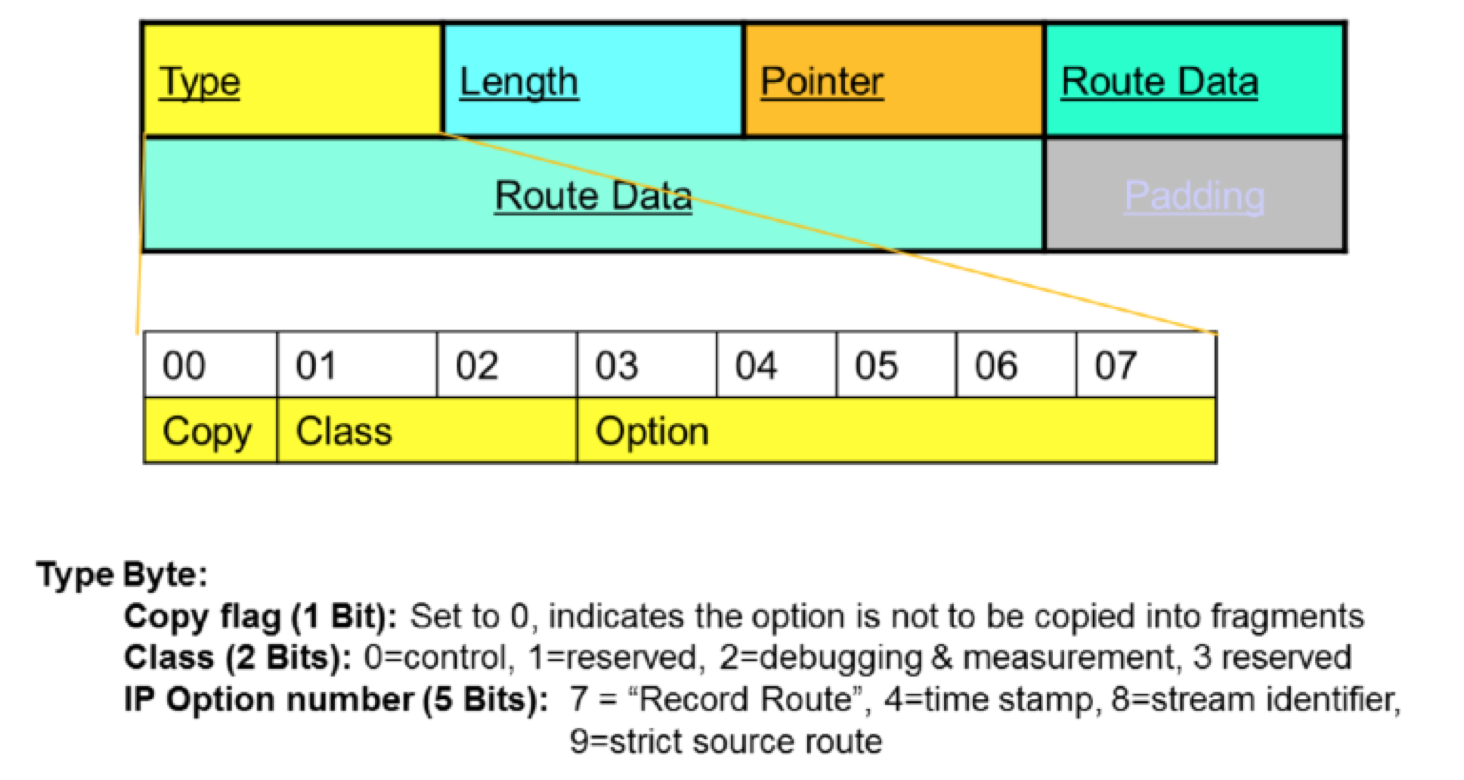 Type Length Pointer Route Data
Route Data Padding
00 01 02 03 04 05 06 07
Copy Class Option
Type Byte:
Copy flag (1 Bit): Set to 0, indicates the option is not to be copied into fragments
Class (2 Bits): 0=control, 1=reserved, 2=debugging & measurement, 3 reserved
IP Option number (5 Bits): 7 = “Record Route”, 4=time stamp, 8=stream identifier,
9=strict source route